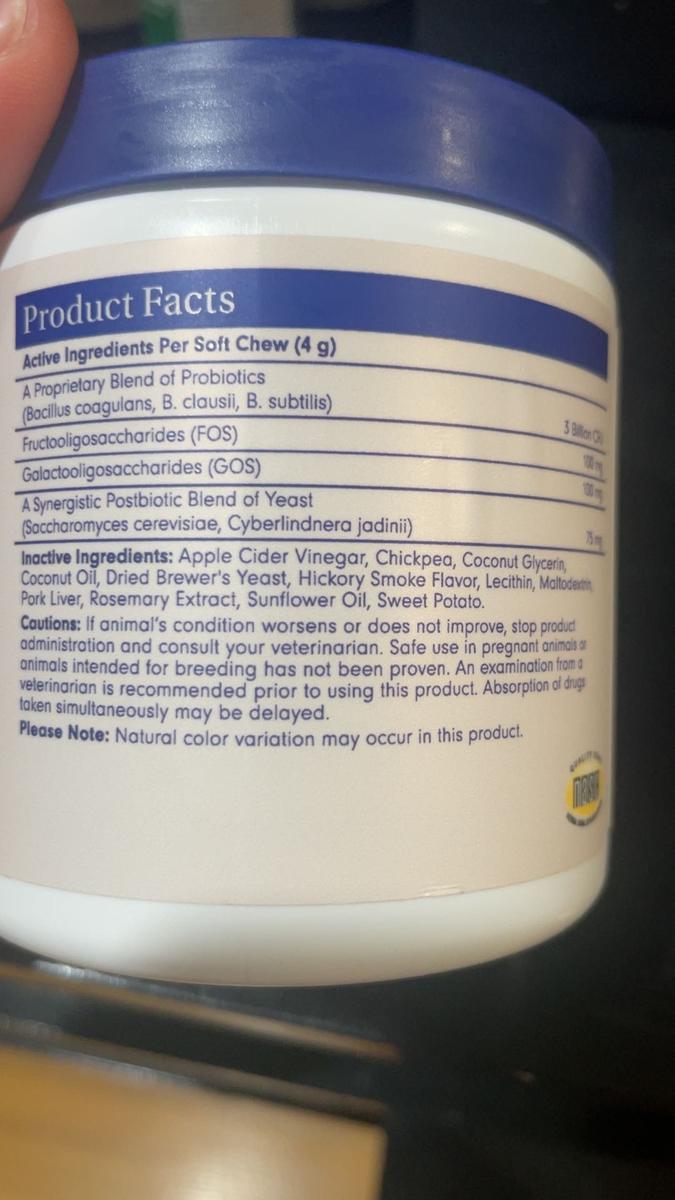 Product Facts
Active Ingredients Per Soft Chew (4 g)
A Proprietary Blend of Probiotics
(Bacillus coagulans, B. clausii, B. subtilis) 3 Billion CFU
Fructooligosaccharides (FOS) 100 mg
Galactooligosaccharides (GOS) 100 mg
A Synergistic Postbiotic Blend of Yeast
(Saccharomyces cerevisiae, Cyberlindnera jadinii) 75 mg
Inactive Ingredients: Apple Cider Vinegar, Chickpea, Coconut Glycerin,
Coconut Oil, Dried Brewer's Yeast, Hickory Smoke Flavor, Lecithin, Maltodextrin,
Pork Liver, Rosemary Extract, Sunflower Oil, Sweet Potato.
Cautions: If animal's condition worsens or does not improve, stop product
administration and consult your veterinarian. Safe use in pregnant animals or
animals intended for breeding has not been proven. An examination from a
veterinarian is recommended prior to using this product. Absorption of drugs
taken simultaneously may be delayed.
Please Note: Natural color variation may occur in this product.
QUALITY
NASC